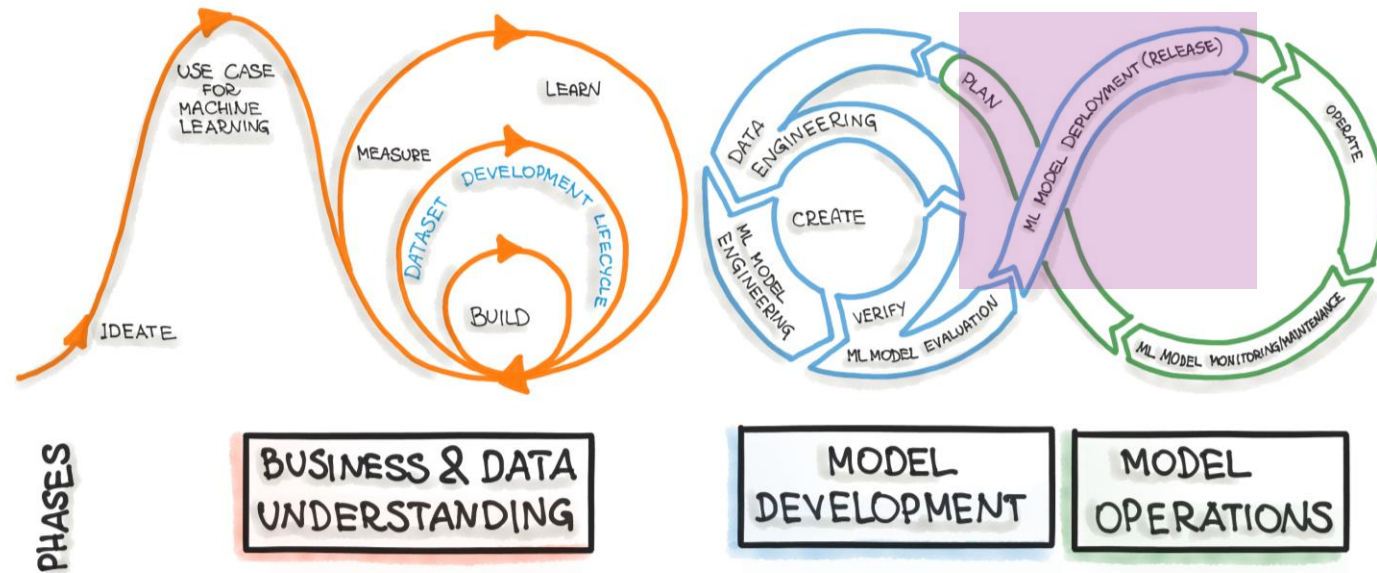 USE CASE
FOR
MACHINE
LEARNING
IDEATE
LEARN
MEASURE
DATASET
DEVELOPMENT
LIFECYCLE
BUILD
DATA
ENGINEERING
PLAN
ML MODEL DEPLOYMENT (RELEASE)
OPERATE
CREATE
ML MODEL
ENGINEERING
VERIFY
ML MODEL EVALUATION
ML MODEL MONITORING/MAINTENANCE
PHASES
BUSINESS & DATA
UNDERSTANDING
MODEL
DEVELOPMENT
MODEL
OPERATIONS